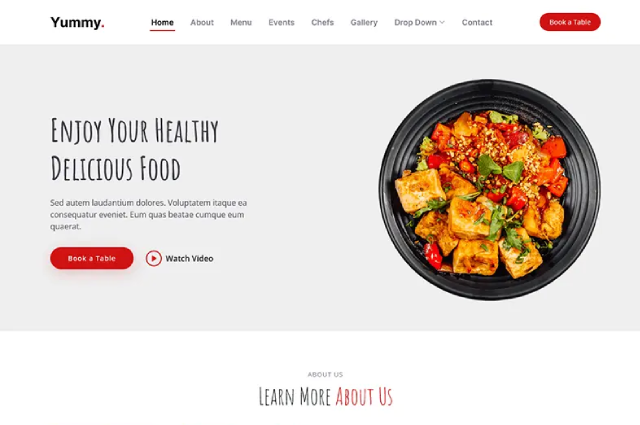 Yummy.
Home About Menu Events Chefs Gallery Drop Down Contact
Book a Table
Enjoy Your Healthy
Delicious Food
Sed autem laudantium dolores. Voluptatem itaque ea
consequatur eveniet. Eum quas beatae cumque eum
quaerat.
Book a Table
Watch Video
ABOUT US
Learn More About Us